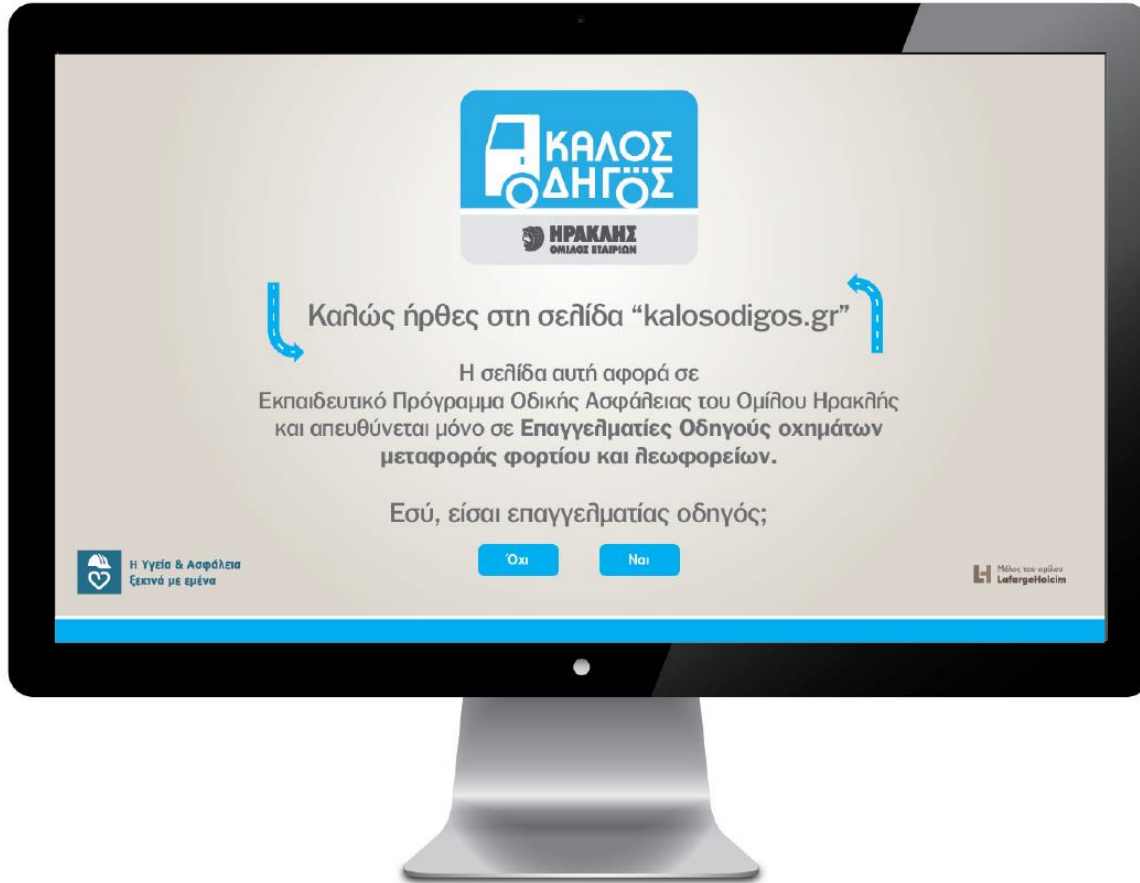 ΚΑΛΟΣ
ΟΔΗΓΟΣ
ΗΡΑΚΛΗΣ
ΟΜΙΛΟΣ ΕΤΑΙΡΙΩΝ
Καλώς ήρθες στη σελίδα “kalosodigos.gr”
Η σελίδα αυτή αφορά σε
Εκπαιδευτικό Πρόγραμμα Οδικής Ασφάλειας του Ομίλου Ηρακλής
και απευθύνεται μόνο σε Επαγγελματίες Οδηγούς οχημάτων
μεταφοράς φορτίου και λεωφορείων.
Εσύ, είσαι επαγγελματίας οδηγός;
Όχι Ναι
Η Υγεία & Ασφάλεια
ξεκινά με εμένα
Μέλος του ομίλου
LafargeHolcim